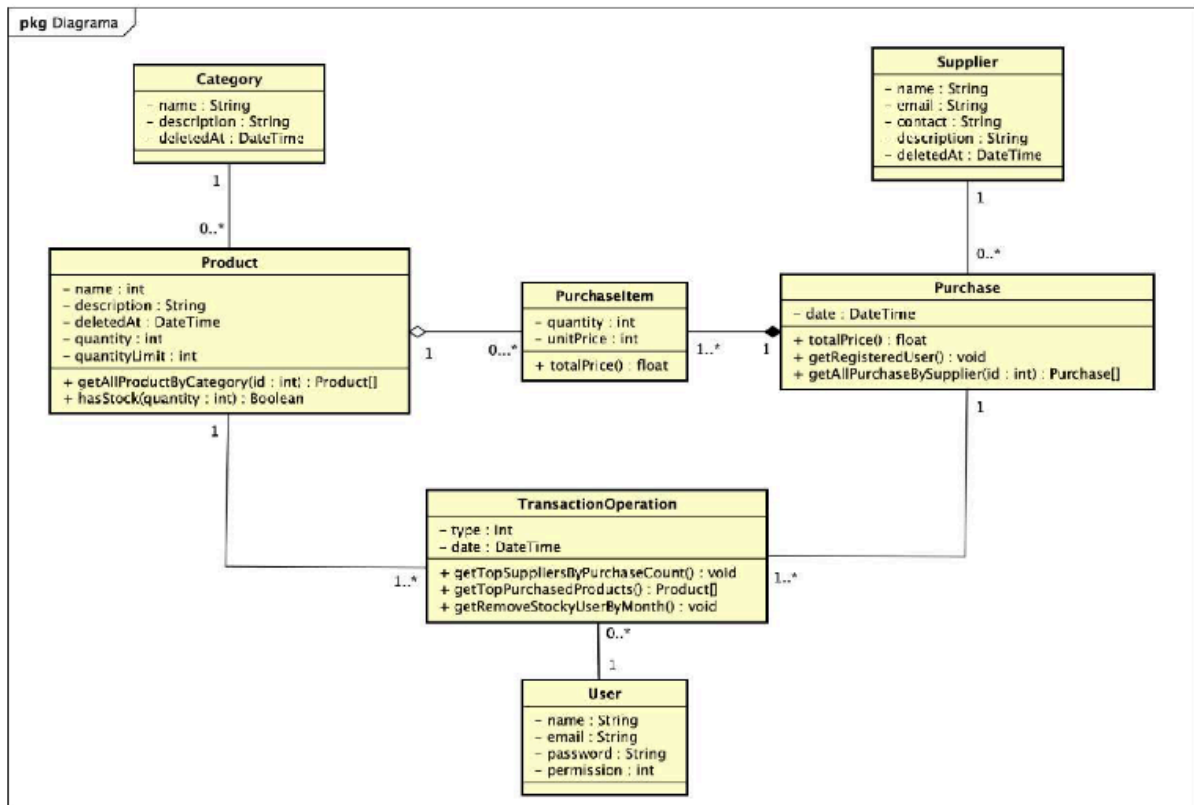 pkg Diagrama
Category
- name : String
- description : String
- deletedAt : DateTime
Supplier
- name : String
- email : String
- contact : String
- description : String
- deletedAt : DateTime
1
0..*
1
0..*
Product
- name : int
- description : String
- deletedAt : DateTime
- quantity : int
- quantityLimit : int
+ getAllProductByCategory(id : int) : Product[]
+ hasStock(quantity : int) : Boolean
1
0...*
PurchaseItem
- quantity : int
- unitPrice : int
+ totalPrice() : float
1..*
1
Purchase
- date : DateTime
+ totalPrice() : float
+ getRegisteredUser() : void
+ getAllPurchaseBySupplier(id : int) : Purchase[]
1
1
TransactionOperation
- type : int
- date : DateTime
+ getTopSuppliersByPurchaseCount() : void
+ getTopPurchasedProducts() : Product[]
+ getRemoveStockyUserByMonth() : void
1..*
1..*
0..*
1
User
- name : String
- email : String
- password : String
- permission : int